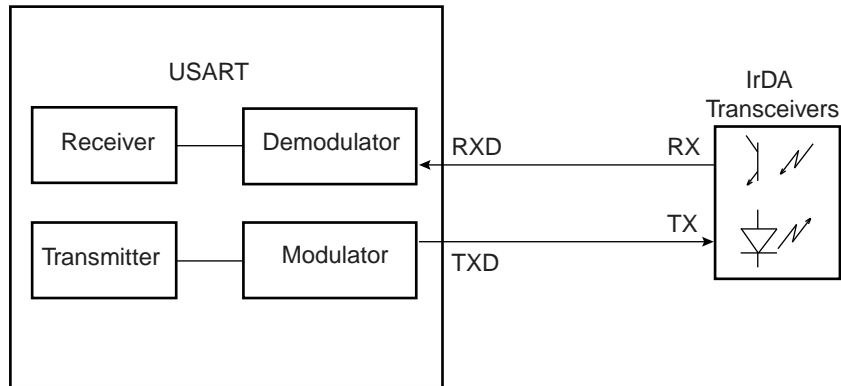 USART
IrDA
Transceivers
Receiver
Demodulator
RXD
RX
TX
Transmitter
Modulator
TXD